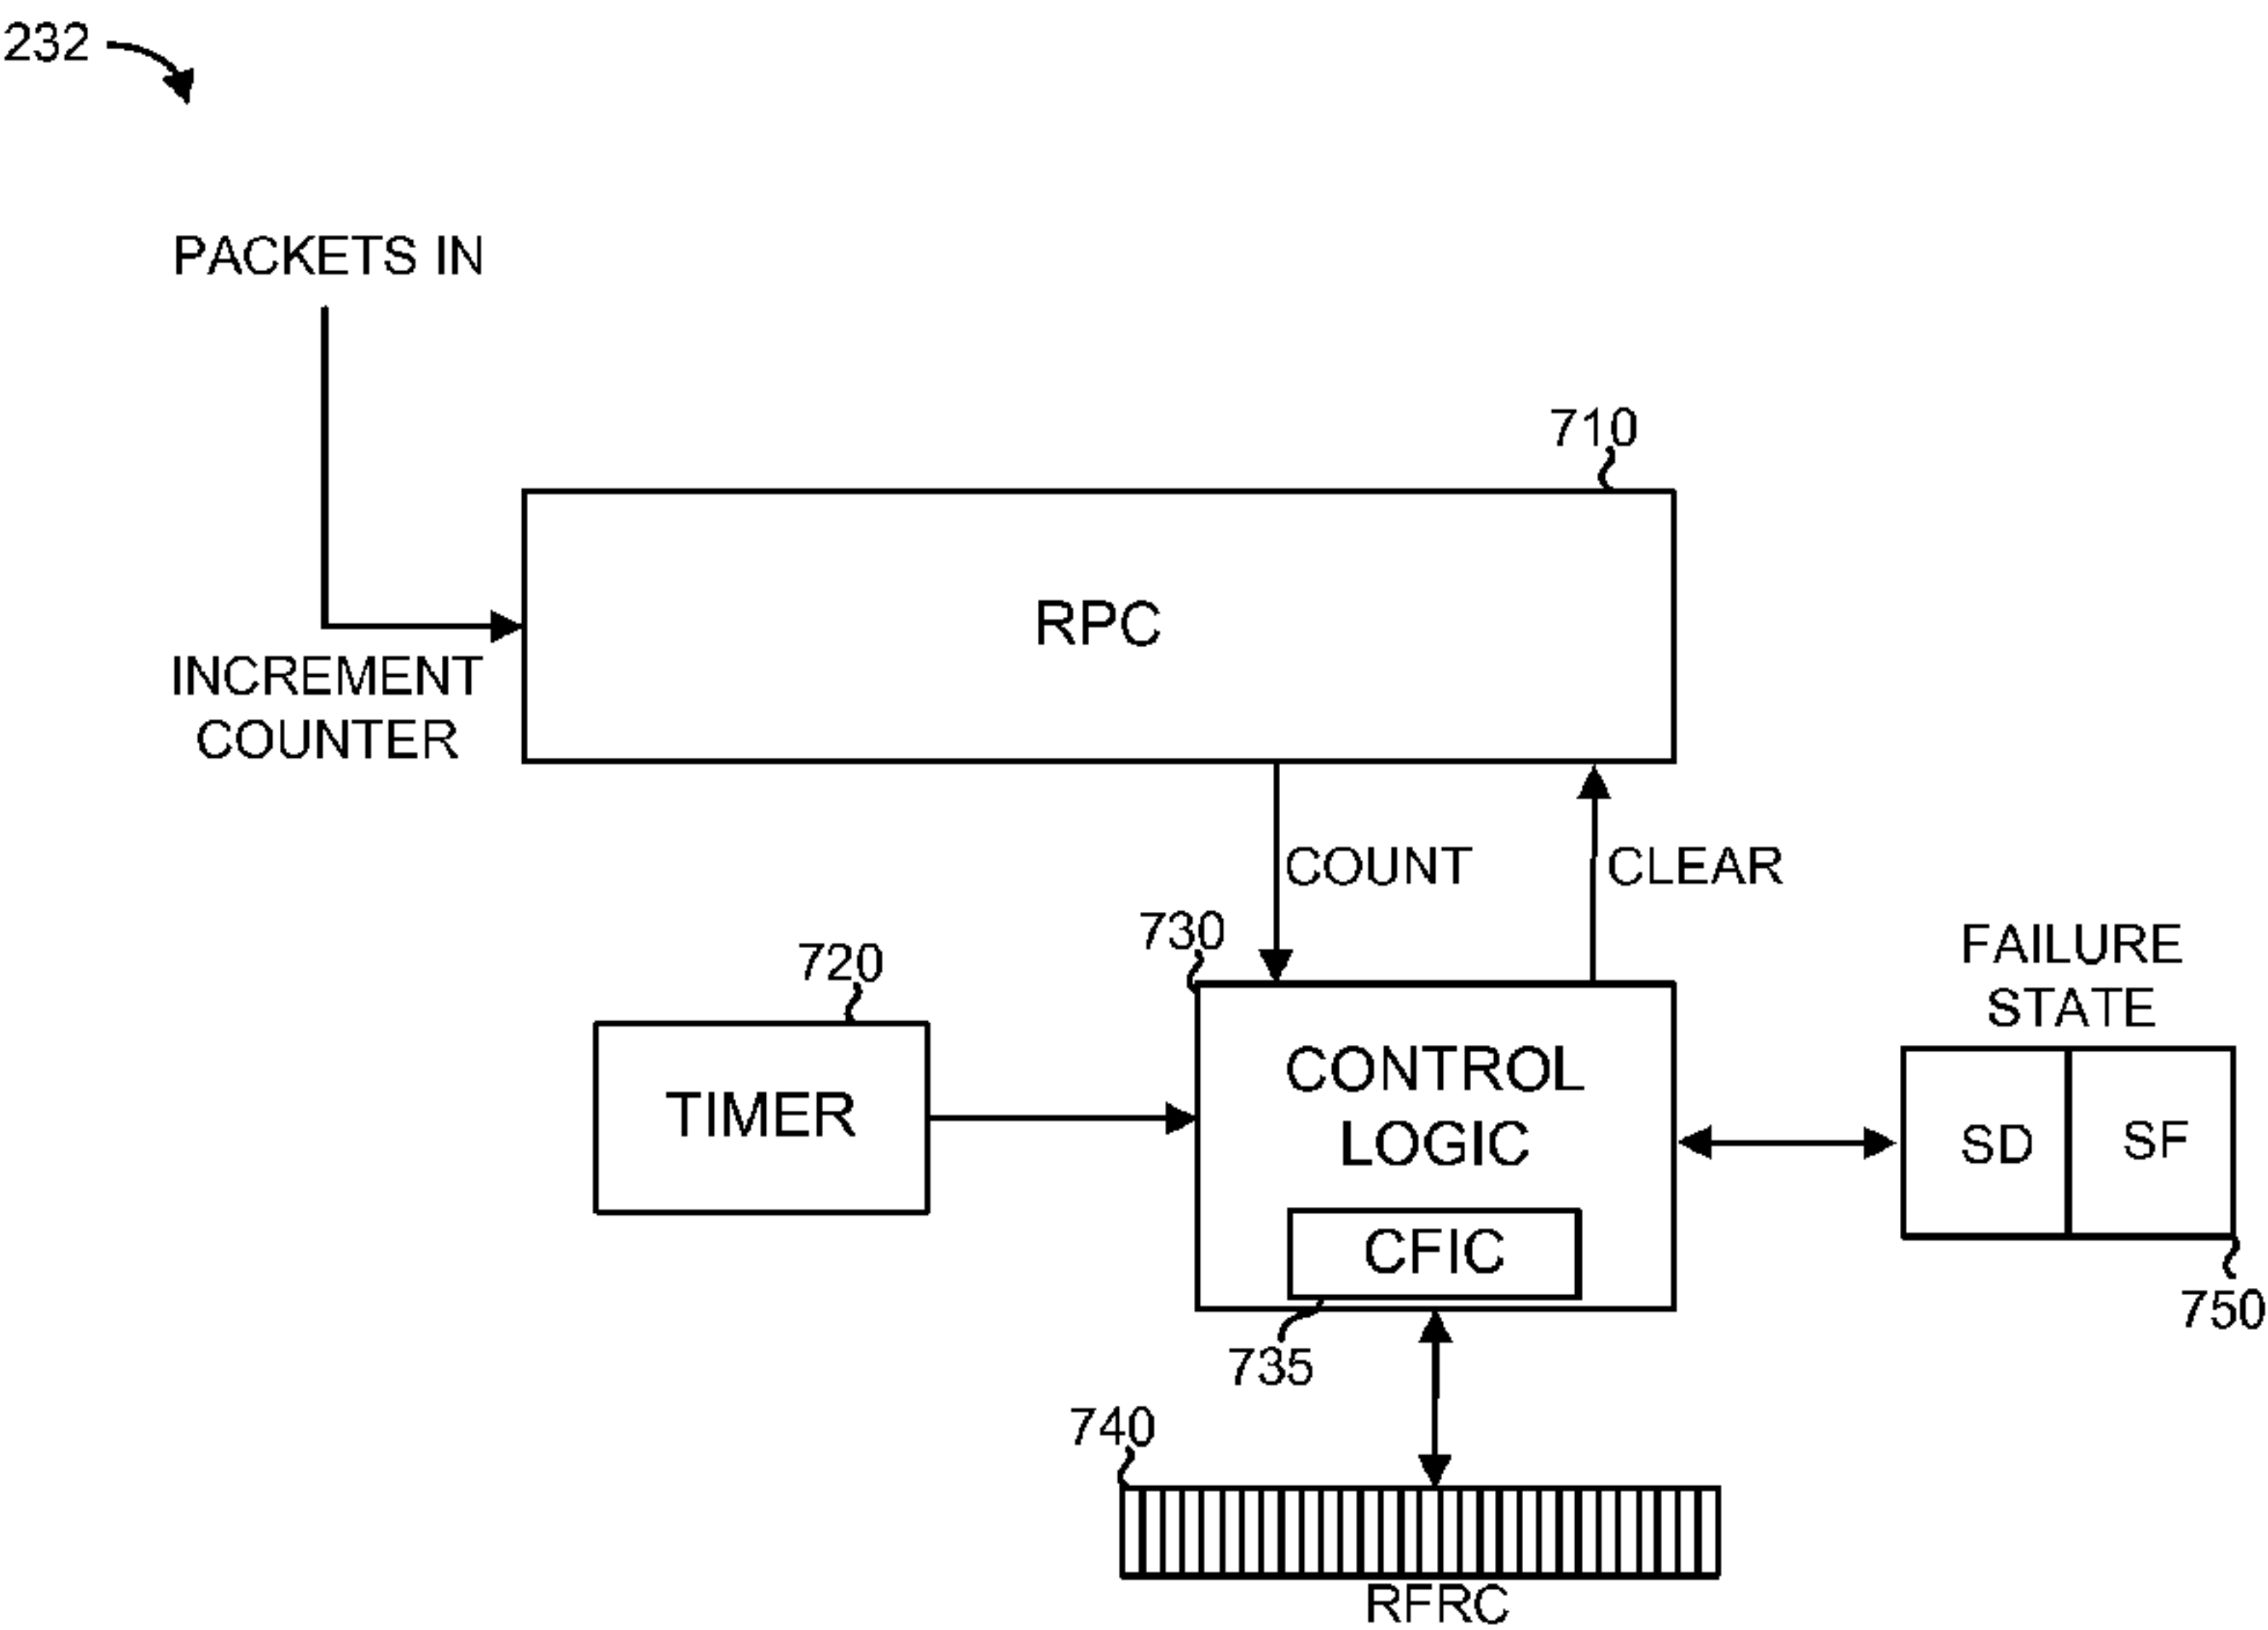 232
PACKETS IN
710
RPC
INCREMENT
COUNTER
COUNT
CLEAR
730
720
FAILURE
STATE
CONTROL
LOGIC
TIMER
SD
SF
CFIC
750
735
740
RFRC